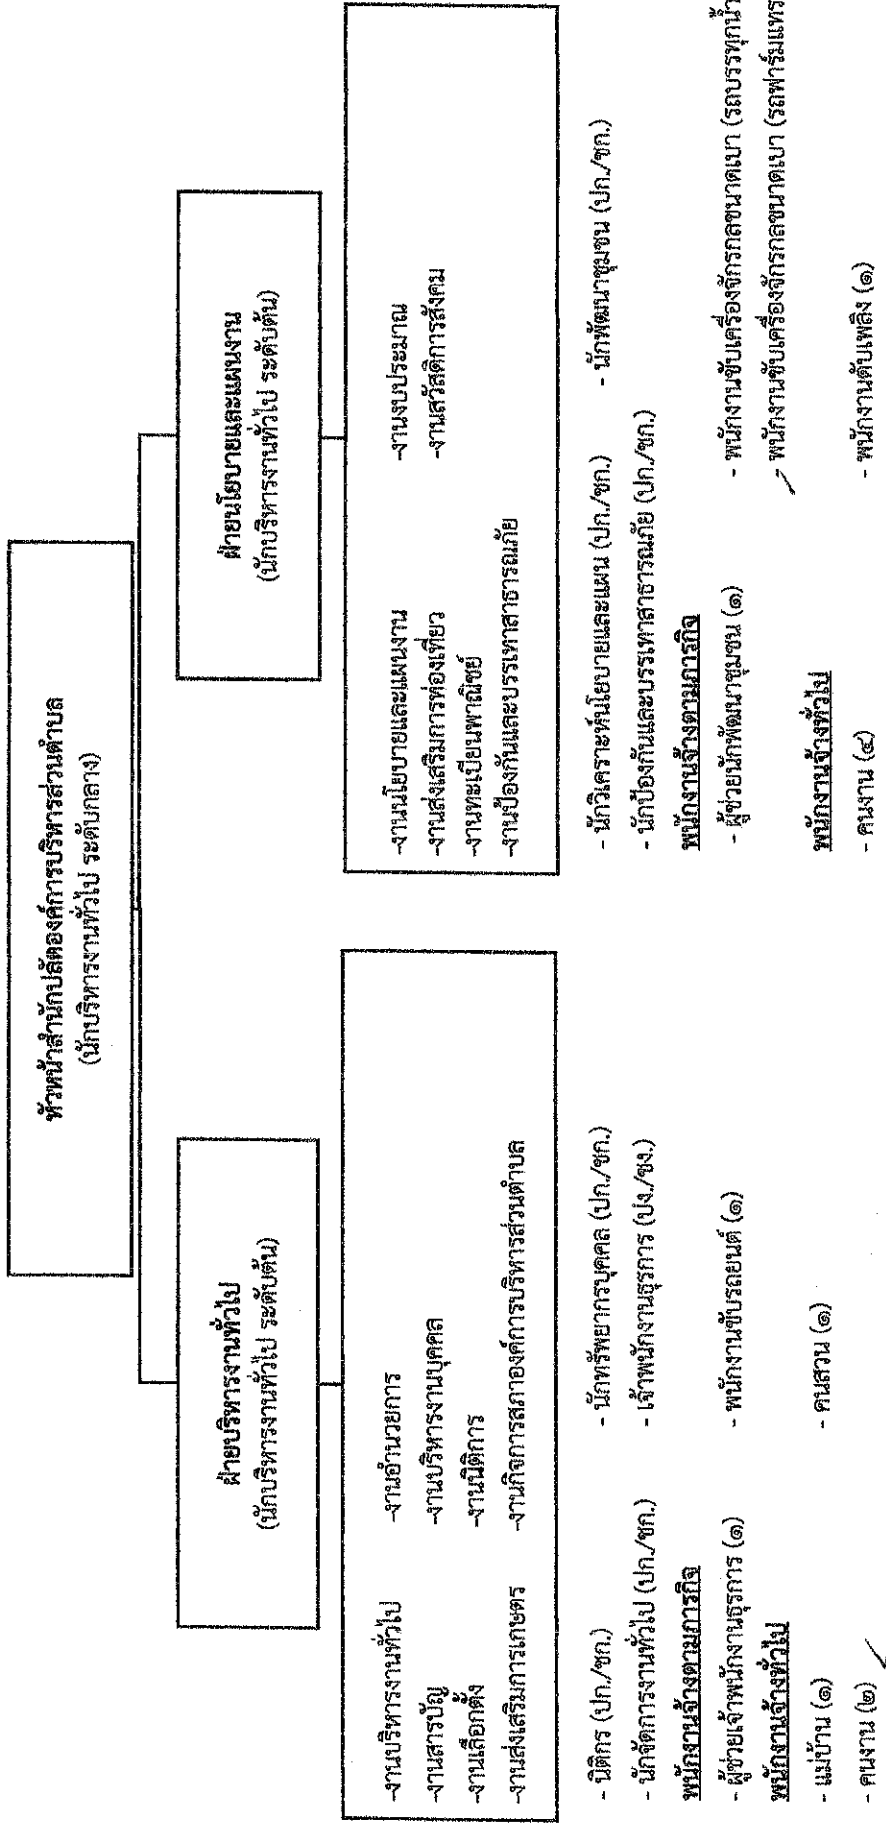 หัวหน้าสำนักปลัดองค์การบริหารส่วนตำบล
(นักบริหารงานทั่วไป ระดับกลาง)
ฝ่ายบริหารงานทั่วไป
(นักบริหารงานทั่วไป ระดับต้น)
-งานบริหารงานทั่วไป -งานอำนวยการ
-งานสารบัญ -งานบริหารงานบุคคล
-งานเลือกตั้ง -งานนิติการ
-งานส่งเสริมการเกษตร -งานกิจการสภาองค์การบริหารส่วนตำบล
- นิติกร (ปก./ชก.) - นักทรัพยากรบุคคล (ปก./ชก.)
- นักจัดการงานทั่วไป (ปก./ชก.) - เจ้าพนักงานธุรการ (ปง./ชง.)
พนักงานจ้างตามภารกิจ
- ผู้ช่วยเจ้าพนักงานธุรการ (๑) - พนักงานขับรถยนต์ (๑)
พนักงานจ้างทั่วไป
- แม่บ้าน (๑) - คนสวน (๑)
- คนงาน (๒)
ฝ่ายนโยบายและแผนงาน
(นักบริหารงานทั่วไป ระดับต้น)
-งานนโยบายและแผนงาน -งานงบประมาณ
-งานส่งเสริมการท่องเที่ยว -งานสวัสดิการสังคม
-งานทะเบียนพาณิชย์
-งานป้องกันและบรรเทาสาธารณภัย
- นักวิเคราะห์นโยบายและแผน (ปก./ชก.) - นักพัฒนาชุมชน (ปก./ชก.)
- นักป้องกันและบรรเทาสาธารณภัย (ปก./ชก.)
พนักงานจ้างตามภารกิจ
- ผู้ช่วยนักพัฒนาชุมชน (๑) - พนักงานขับเครื่องจักรกลขนาดเบา (รถบรรทุกน้ำ
- พนักงานขับเครื่องจักรกลขนาดเบา (รถฟาร์มแทร
พนักงานจ้างทั่วไป
- คนงาน (๔) - พนักงานดับเพลิง (๑)